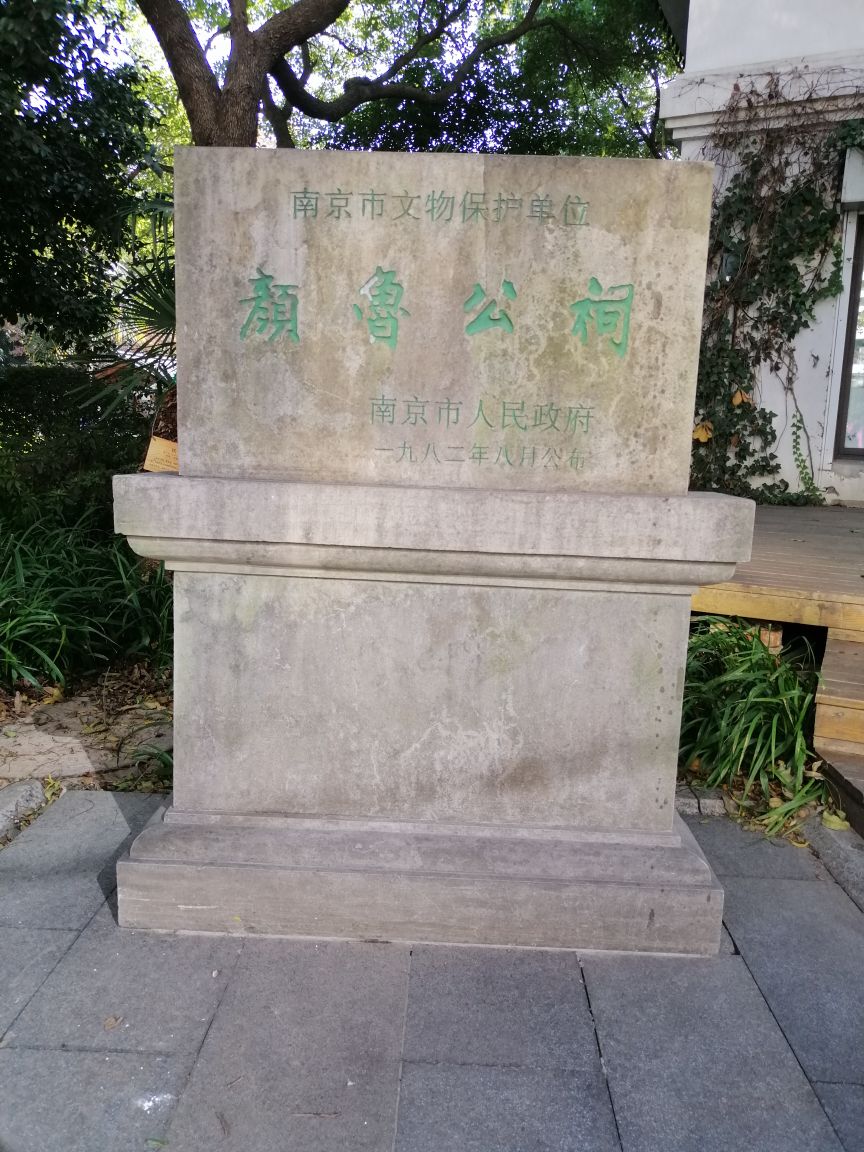 南京市文物保护单位
顏魯公祠
南京市人民政府
一九八二年八月公布